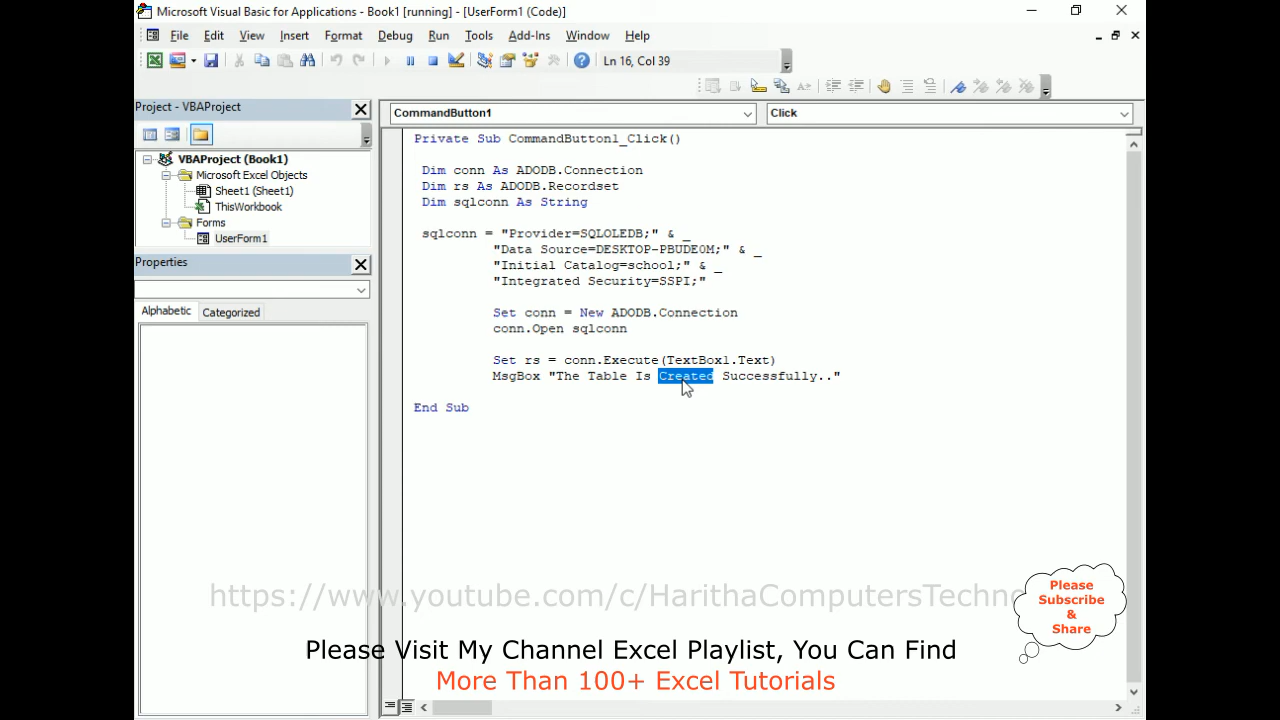 Microsoft Visual Basic for Applications - Book1 [running] - [UserForm1 (Code)]
File Edit View Insert Format Debug Run Tools Add-Ins Window Help
Ln 16, Col 39
Project - VBAProject
VBAProject (Book1)
Microsoft Excel Objects
Sheet1 (Sheet1)
ThisWorkbook
Forms
UserForm1
Properties
Alphabetic Categorized
CommandButton1 Click
Private Sub CommandButton1_Click()
Dim conn As ADODB.Connection
Dim rs As ADODB.Recordset
Dim sqlconn As String
sqlconn = "Provider=SQLOLEDB;" & _
"Data Source=DESKTOP-PBUDE0M;" & _
"Initial Catalog=school;" & _
"Integrated Security=SSPI;"
Set conn = New ADODB.Connection
conn.Open sqlconn
Set rs = conn.Execute(TextBox1.Text)
MsgBox "The Table Is Created Successfully.."
End Sub
https://www.youtube.com/c/HarithaComputersTechno
Please
Subscribe
&
Share
Please Visit My Channel Excel Playlist, You Can Find
More Than 100+ Excel Tutorials